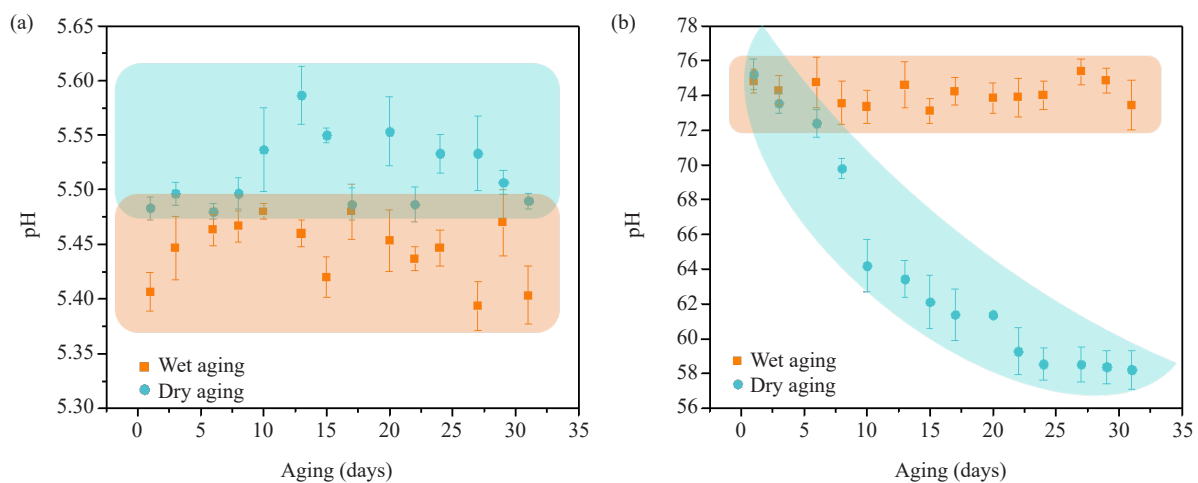 (a)
5.65
5.60
5.55
5.50
5.45
5.40
5.35
5.30
pH
Wet aging
Dry aging
0 5 10 15 20 25 30 35
Aging (days)
(b)
78
76
74
72
70
68
66
64
62
60
58
56
pH
Wet aging
Dry aging
0 5 10 15 20 25 30 35
Aging (days)